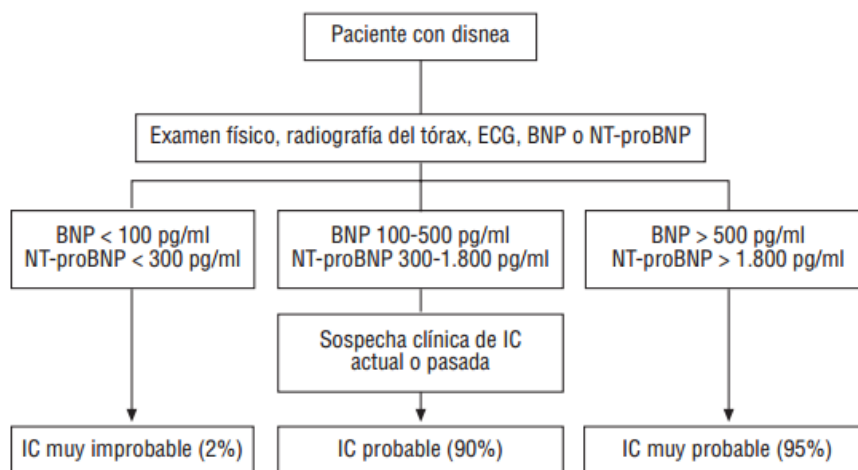 Paciente con disnea
Examen físico, radiografía del tórax, ECG, BNP o NT-proBNP
BNP < 100 pg/ml
NT-proBNP < 300 pg/ml
BNP 100-500 pg/ml
NT-proBNP 300-1.800 pg/ml
BNP > 500 pg/ml
NT-proBNP > 1.800 pg/ml
Sospecha clínica de IC
actual o pasada
IC muy improbable (2%)
IC probable (90%)
IC muy probable (95%)